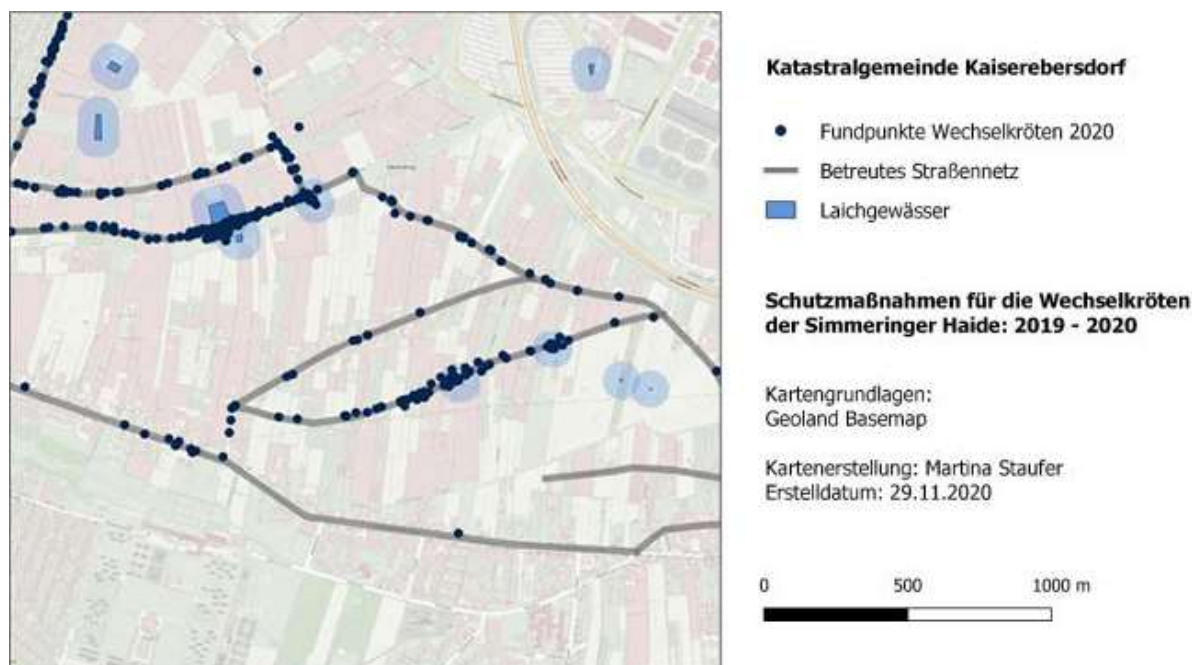 Katastralgemeinde Kaiserebersdorf
Fundpunkte Wechselkröten 2020
Betreutes Straßennetz
Laichgewässer
Schutzmaßnahmen für die Wechselkröten
der Simmeringer Haide: 2019 - 2020
Kartengrundlagen:
Geoland Basemap
Kartenerstellung: Martina Staufer
Erstelldatum: 29.11.2020
0 500 1000 m